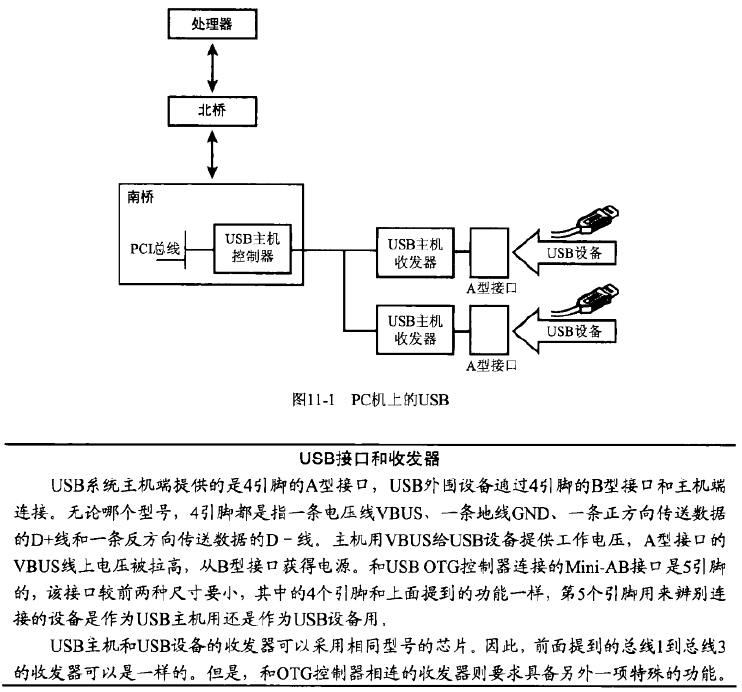 处理器
北桥
南桥
PCI总线
USB主机
控制器
USB主机
收发器
A型接口
USB设备
USB主机
收发器
A型接口
USB设备
图11-1 PC机上的USB
USB接口和收发器
USB系统主机端提供的是4引脚的A型接口，USB外围设备通过4引脚的B型接口和主机端
连接。无论哪个型号，4引脚都是指一条电压线VBUS、一条地线GND、一条正方向传送数据
的D+线和一条反方向传送数据的D－线。主机用VBUS给USB设备提供工作电压，A型接口的
VBUS线上电压被拉高，从B型接口获得电源。和USB OTG控制器连接的Mini-AB接口是5引脚
的，该接口较前两种尺寸要小，其中的4个引脚和上面提到的功能一样，第5个引脚用来辨别连
接的设备是作为USB主机用还是作为USB设备用。
USB主机和USB设备的收发器可以采用相同型号的芯片。因此，前面提到的总线1到总线3
的收发器可以是一样的。但是，和OTG控制器相连的收发器则要求具备另外一项特殊的功能。